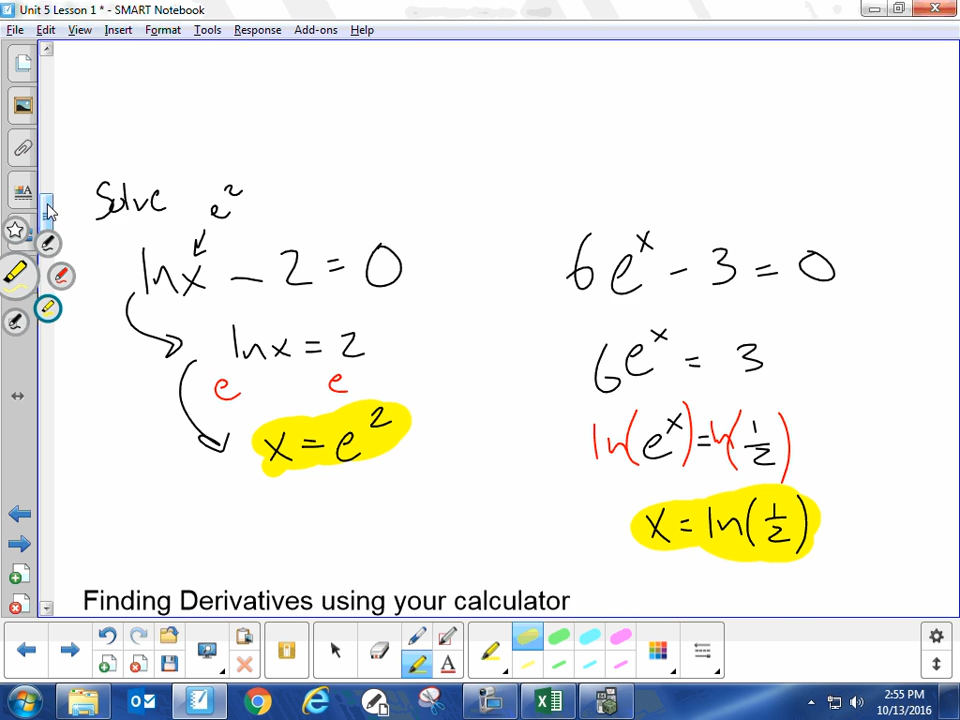 Unit 5 Lesson 1 * - SMART Notebook
File Edit View Insert Format Tools Response Add-ons Help
Solve e²
ln x - 2 = 0
ln x = 2
e e
x = e²
6eˣ - 3 = 0
6eˣ = 3
ln(eˣ) = ln(1/2)
x = ln(1/2)
Finding Derivatives using your calculator
2:55 PM
10/13/2016